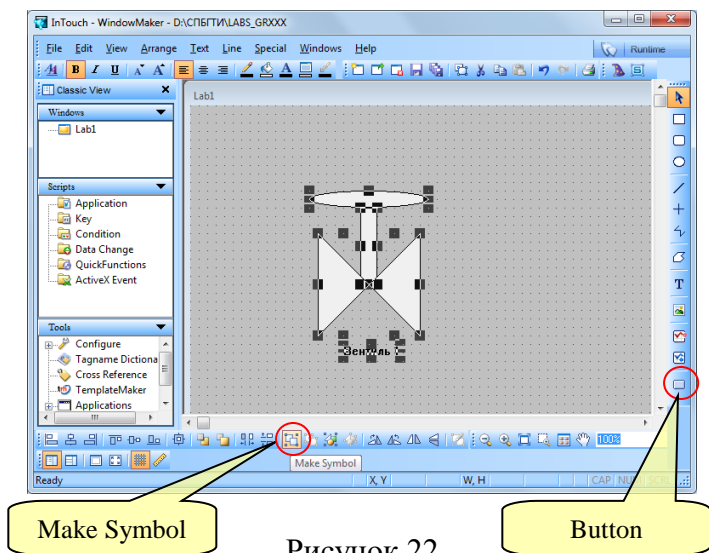 InTouch - WindowMaker - D:\СПБГТИ\LABS_GRXXX
File Edit View Arrange Text Line Special Windows Help
Runtime
B I U A A A
Classic View
Lab1
Windows
Lab1
Scripts
Application
Key
Condition
Data Change
QuickFunctions
ActiveX Event
Tools
Configure
Tagname Dictiona
Cross Reference
TemplateMaker
Applications
T
100%
Make Symbol
Ready
X, Y
W, H
CAP
Make Symbol
Button
Рисунок 22